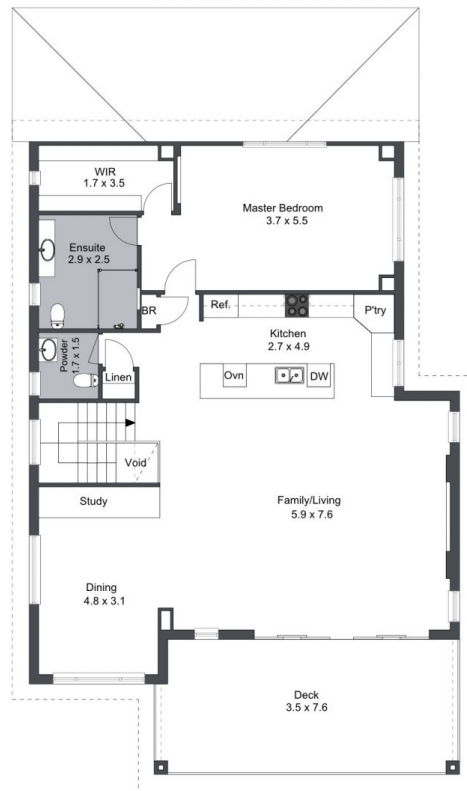 WIR
1.7 x 3.5
Master Bedroom
3.7 x 5.5
Ensuite
2.9 x 2.5
BR
Ref.
P'try
Kitchen
2.7 x 4.9
Powder
1.7 x 1.5
Linen
Ovn
DW
Void
Study
Family/Living
5.9 x 7.6
Dining
4.8 x 3.1
Deck
3.5 x 7.6